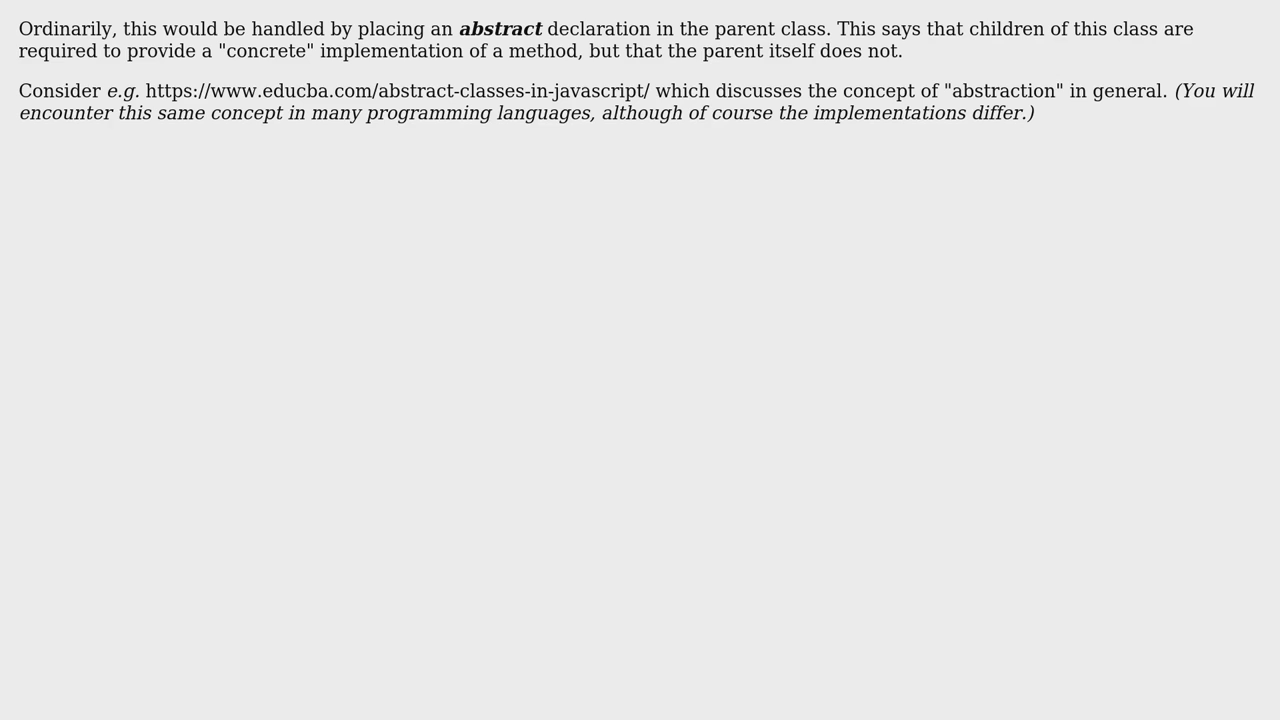 Ordinarily, this would be handled by placing an abstract declaration in the parent class. This says that children of this class are
required to provide a "concrete" implementation of a method, but that the parent itself does not.
Consider e.g. https://www.educba.com/abstract-classes-in-javascript/ which discusses the concept of "abstraction" in general. (You will
encounter this same concept in many programming languages, although of course the implementations differ.)